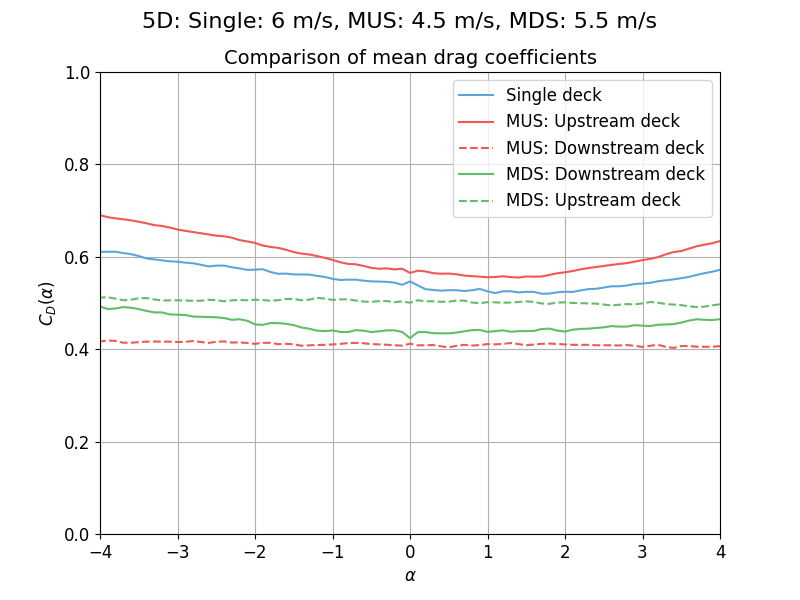 5D: Single: 6 m/s, MUS: 4.5 m/s, MDS: 5.5 m/s
Comparison of mean drag coefficients
1.0
0.8
0.6
0.4
0.2
0.0
C_D(α)
Single deck
MUS: Upstream deck
MUS: Downstream deck
MDS: Downstream deck
MDS: Upstream deck
−4 −3 −2 −1 0 1 2 3 4
α